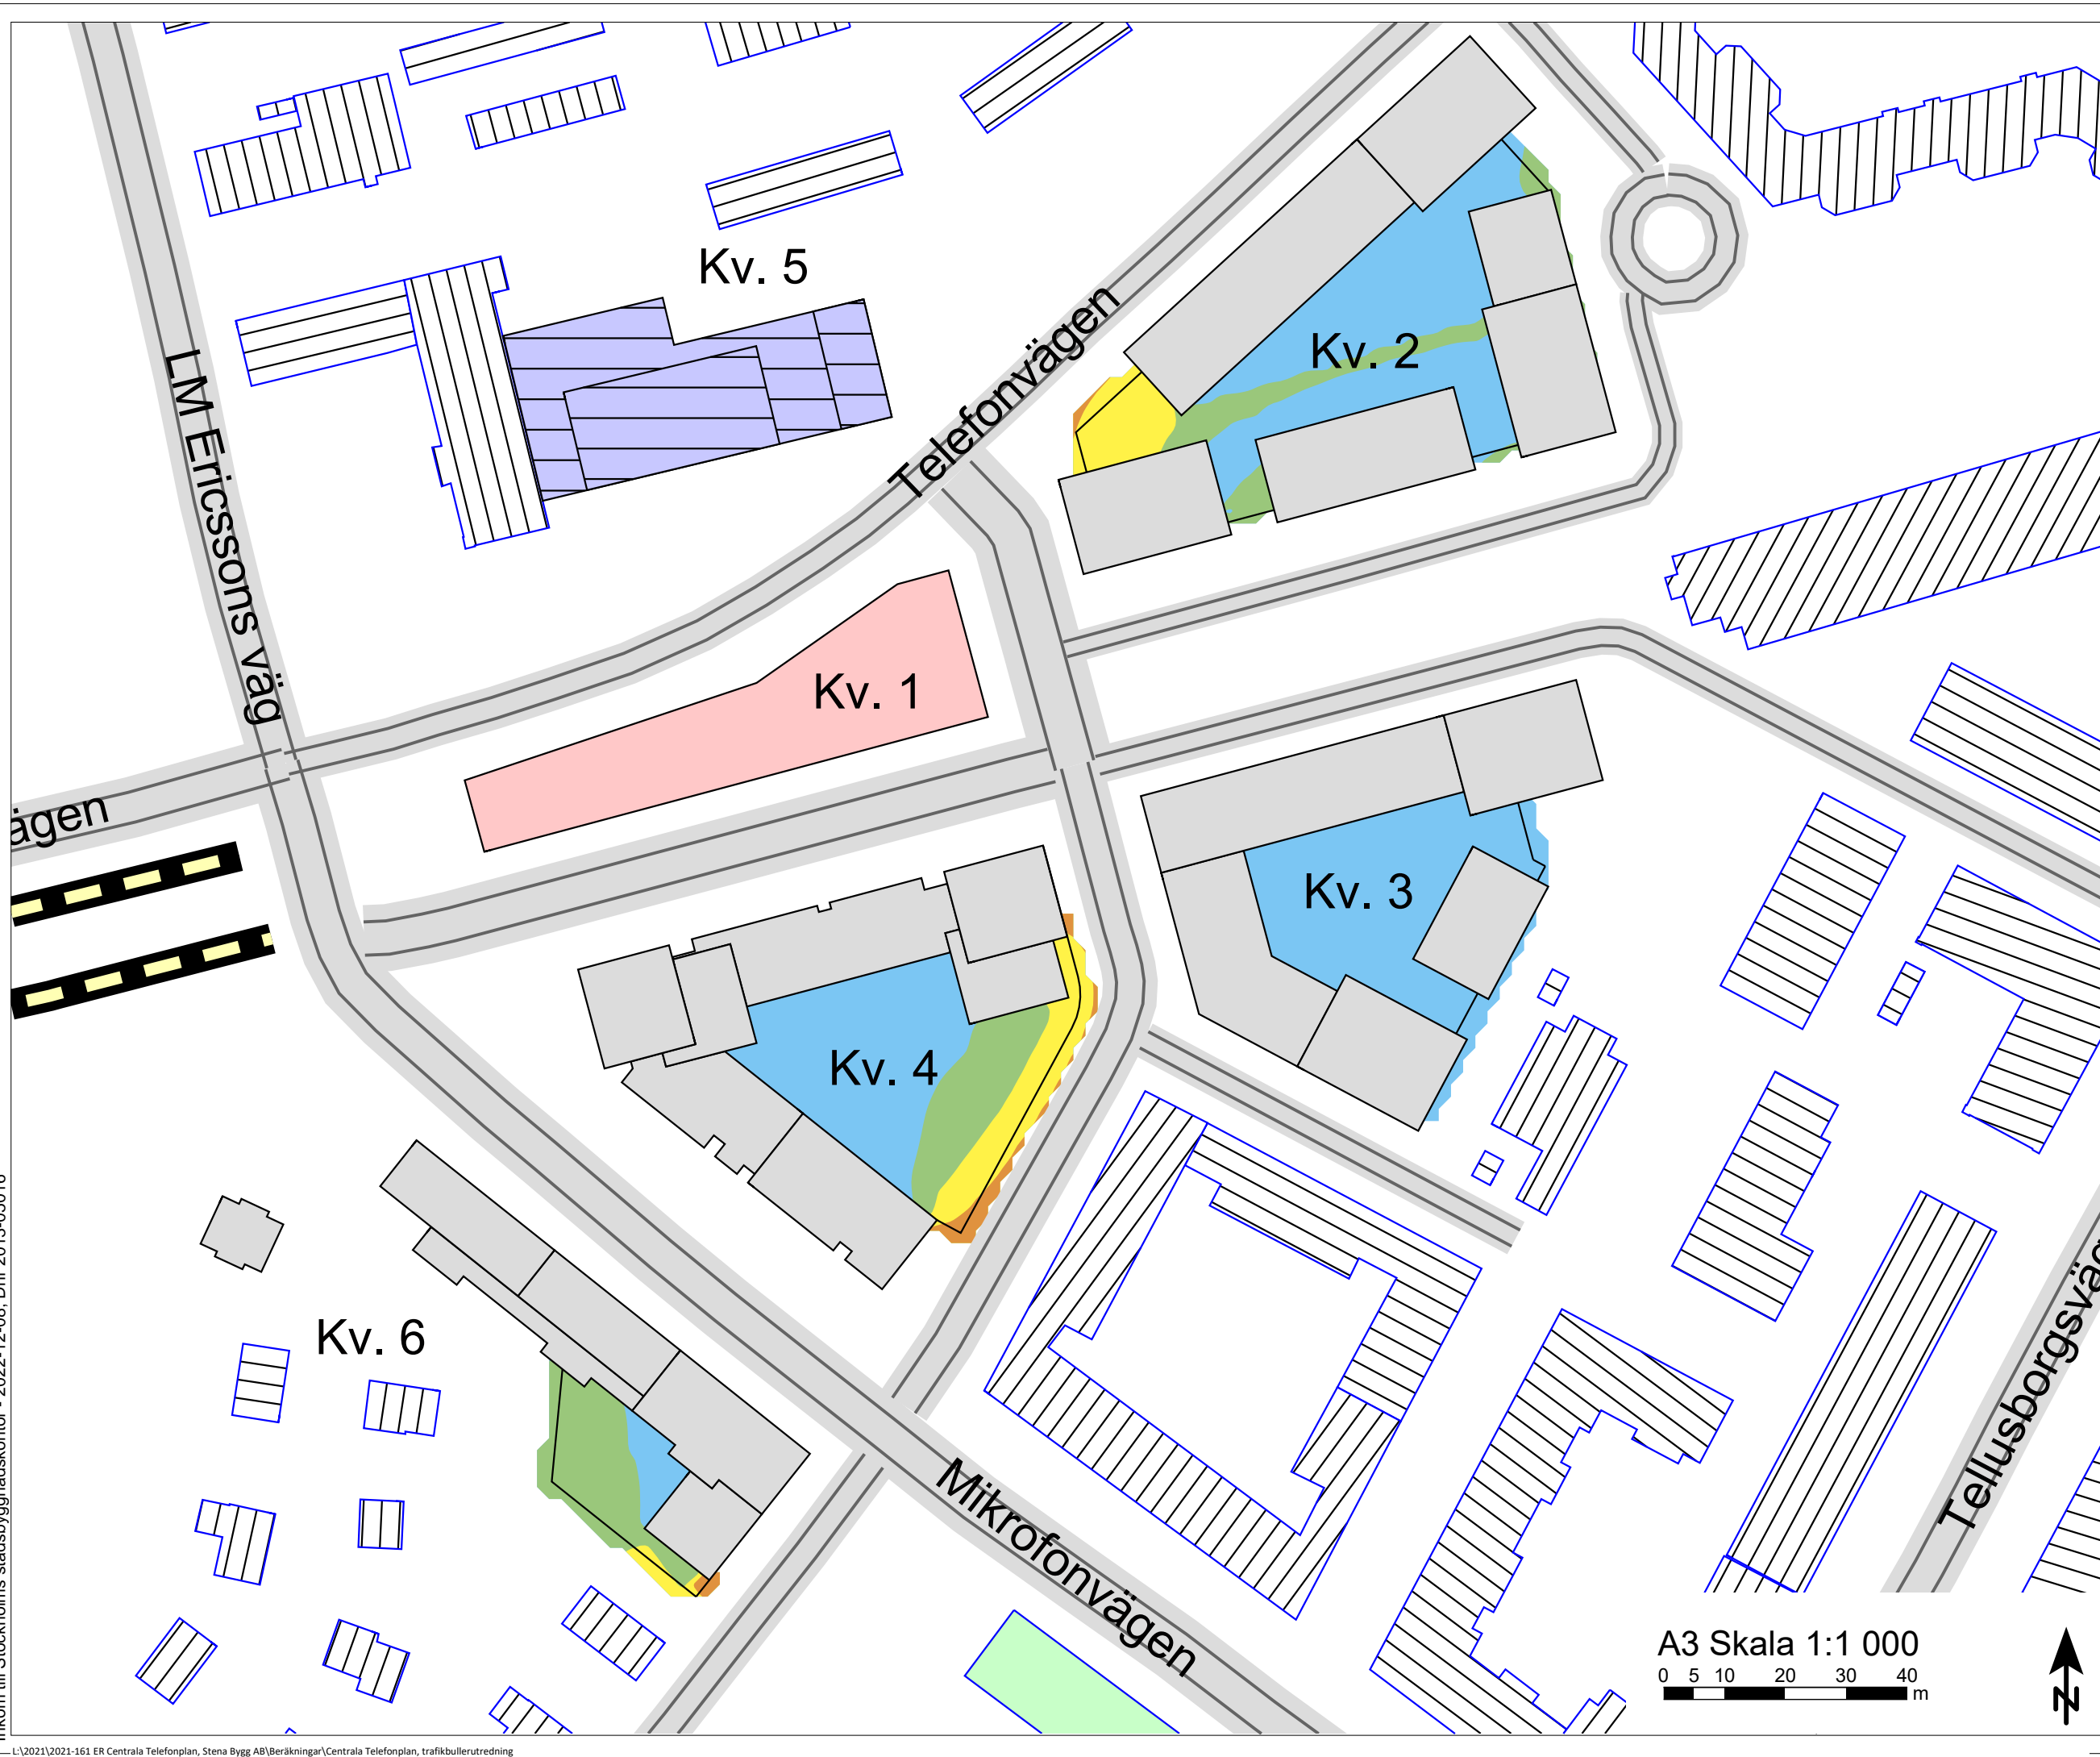 Kv. 5
Telefonvägen
Kv. 2
LM Ericssons väg
Kv. 1
ägen
Kv. 3
Kv. 4
Kv. 6
Mikrofonvägen
Tellusborgsväg
A3 Skala 1:1 000
0 5 10 20 30 40
m
N
L:\2021\2021-161 ER Centrala Telefonplan, Stena Bygg AB\Beräkningar\Centrala Telefonplan, trafikbullerutredning